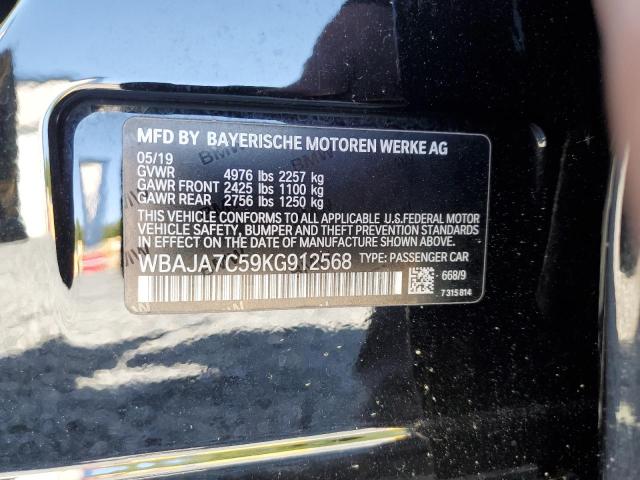 MFD BY BAYERISCHE MOTOREN WERKE AG
05/19
GVWR 4976 lbs 2257 kg
GAWR FRONT 2425 lbs 1100 kg
GAWR REAR 2756 lbs 1250 kg
THIS VEHICLE CONFORMS TO ALL APPLICABLE U.S.FEDERAL MOTOR
VEHICLE SAFETY, BUMPER, AND THEFT PREVENTION STANDARDS
IN EFFECT ON THE DATE OF MANUFACTURE SHOWN ABOVE.
WBAJA7C59KG912568 TYPE: PASSENGER CAR
668/9
7315814